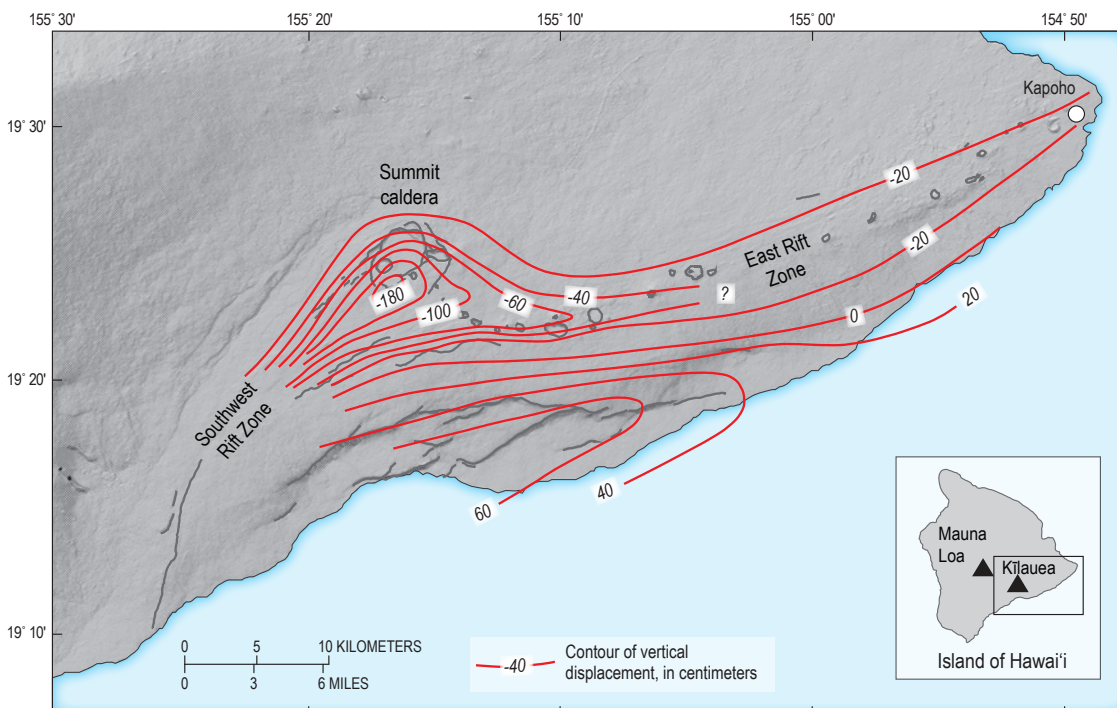 155˚ 30'
155˚ 20'
155˚ 10'
155˚ 00'
154˚ 50'
Kapoho
19˚ 30'
Summit
caldera
-20
-20
East Rift
Zone
?
-180
-100
-60
-40
0
20
19˚ 20'
Southwest
Rift Zone
60
40
19˚ 10'
0 5 10 KILOMETERS
0 3 6 MILES
-40
Contour of vertical
displacement, in centimeters
Mauna
Loa
Kīlauea
Island of Hawaiʻi